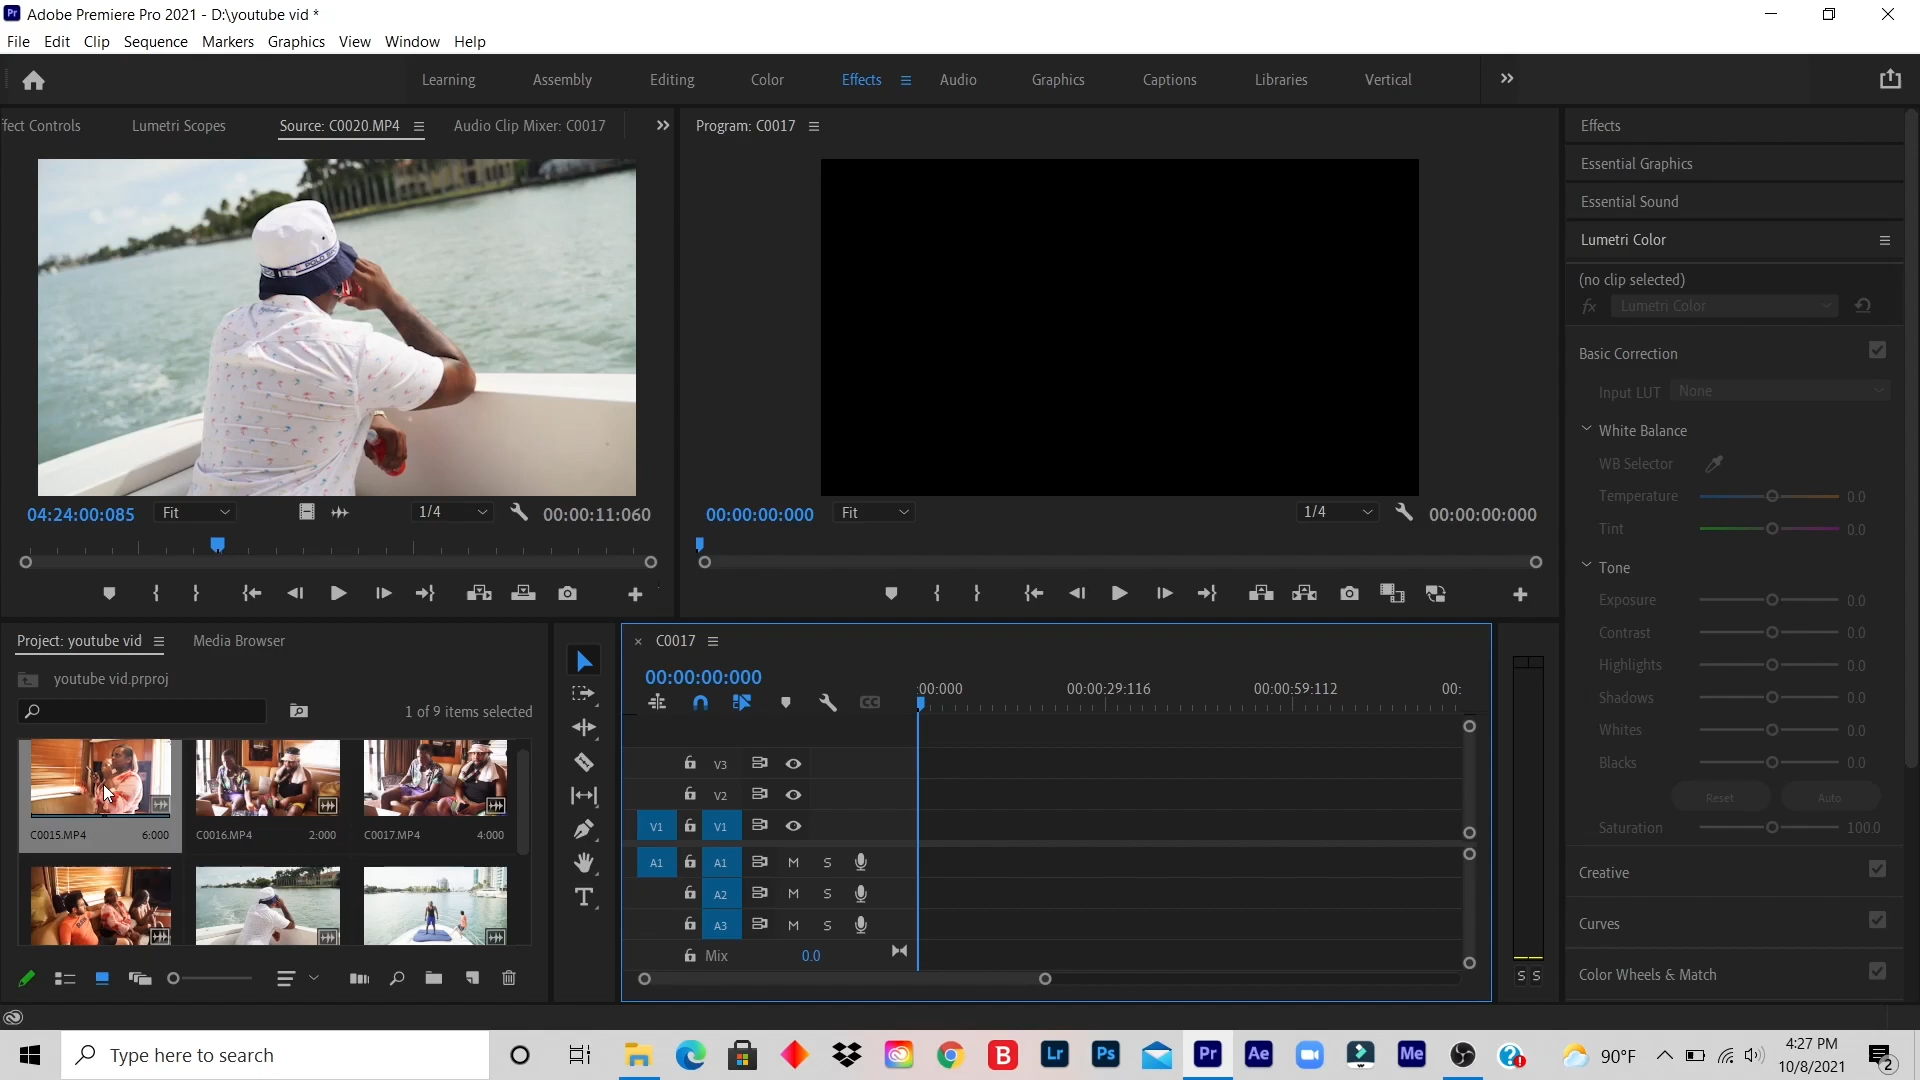 Pr Adobe Premiere Pro 2021 - D:\youtube vid *
File Edit Clip Sequence Markers Graphics View Window Help
Learning Assembly Editing Color Effects Audio Graphics Captions Libraries Vertical
ffect Controls Lumetri Scopes Source: C0020.MP4 Audio Clip Mixer: C0017
Program: C0017
04:24:00:085 Fit 1/4 00:00:11:060
00:00:00:000 Fit 1/4 00:00:00:000
Effects
Essential Graphics
Essential Sound
Lumetri Color
(no clip selected)
fx Lumetri Color
Basic Correction
Input LUT None
White Balance
WB Selector
Temperature 0.0
Tint 0.0
Tone
Exposure 0.0
Contrast 0.0
Highlights 0.0
Shadows 0.0
Whites 0.0
Blacks 0.0
Reset Auto
Saturation 100.0
Creative
Curves
Color Wheels & Match
Project: youtube vid Media Browser
youtube vid.prproj
1 of 9 items selected
C0015.MP4 6:000
C0016.MP4 2:000
C0017.MP4 4:000
× C0017
00:00:00:000
:00:000 00:00:29:116 00:00:59:112 00:
V3
V2
V1 V1
A1 A1 M S
A2 M S
A3 M S
Mix 0.0
S S
Type here to search
B Lr Ps Pr Ae Me
90°F
4:27 PM
10/8/2021
2